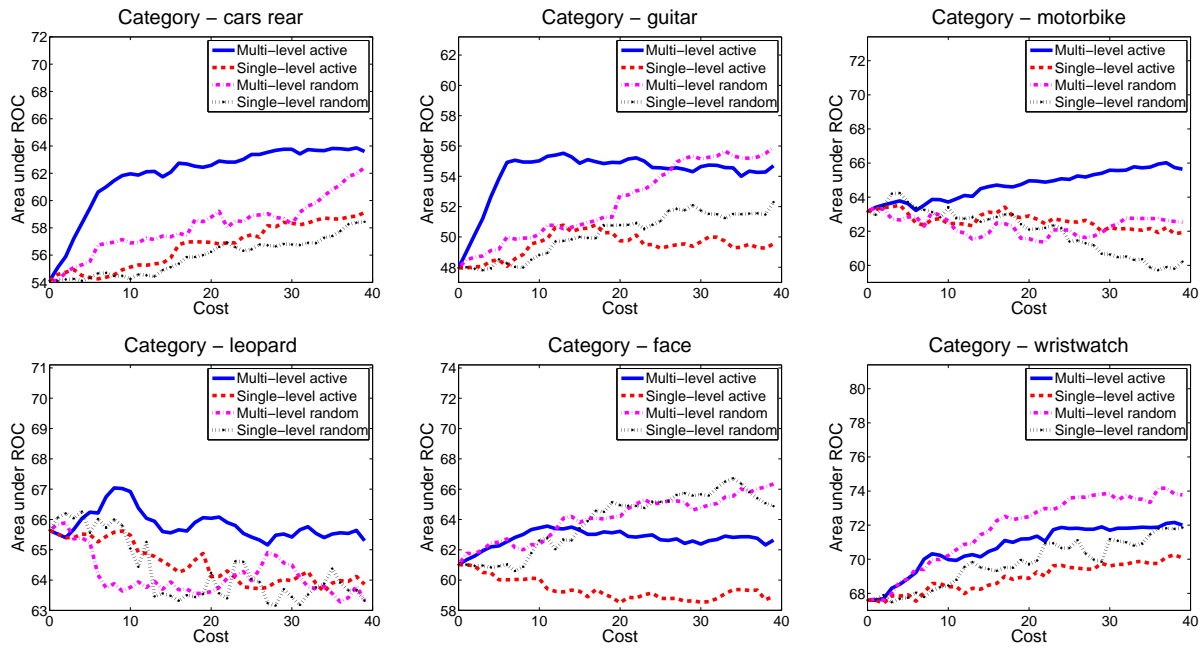 Category – cars rear
Area under ROC
72
70
68
66
64
62
60
58
56
54
0
10
20
30
40
Cost
Multi–level active
Single–level active
Multi–level random
Single–level random
Category – guitar
Area under ROC
62
60
58
56
54
52
50
48
0
10
20
30
40
Cost
Multi–level active
Single–level active
Multi–level random
Single–level random
Category – motorbike
Area under ROC
72
70
68
66
64
62
60
0
10
20
30
40
Cost
Multi–level active
Single–level active
Multi–level random
Single–level random
Category – leopard
Area under ROC
71
70
69
68
67
66
65
64
63
0
10
20
30
40
Cost
Multi–level active
Single–level active
Multi–level random
Single–level random
Category – face
Area under ROC
74
72
70
68
66
64
62
60
58
0
10
20
30
40
Cost
Multi–level active
Single–level active
Multi–level random
Single–level random
Category – wristwatch
Area under ROC
80
78
76
74
72
70
68
0
10
20
30
40
Cost
Multi–level active
Single–level active
Multi–level random
Single–level random